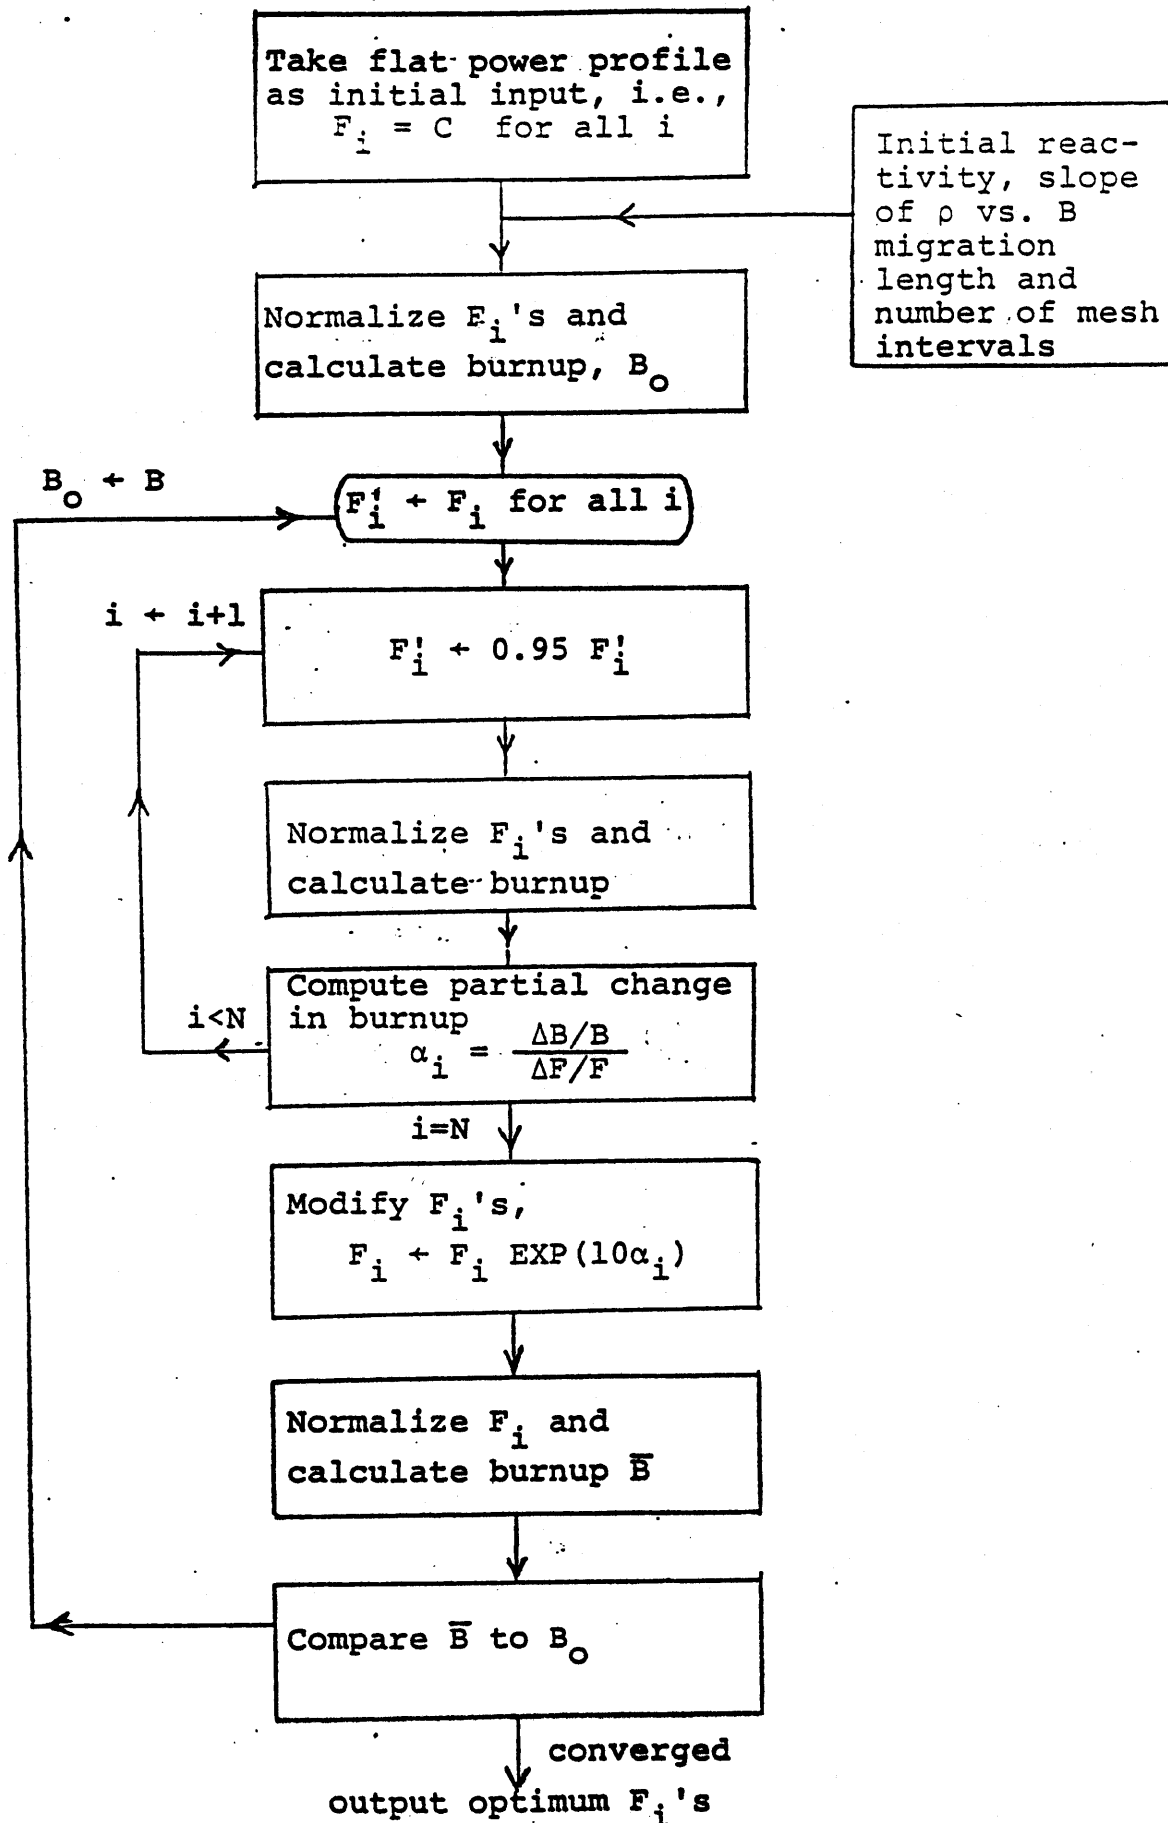 Take flat power profile
as initial input, i.e.,
F_i = C for all i
Initial reac-
tivity, slope
of ρ vs. B
migration
length and
number of mesh
intervals
Normalize F_i's and
calculate burnup, B_o
B_o ← B
F_i' ← F_i for all i
i ← i+1
F_i' ← 0.95 F_i'
Normalize F_i's and
calculate burnup
Compute partial change
in burnup
α_i = ΔB/B / ΔF/F
i<N
i=N
Modify F_i's,
F_i ← F_i EXP(10α_i)
Normalize F_i and
calculate burnup B̅
Compare B̅ to B_o
converged
output optimum F_i's